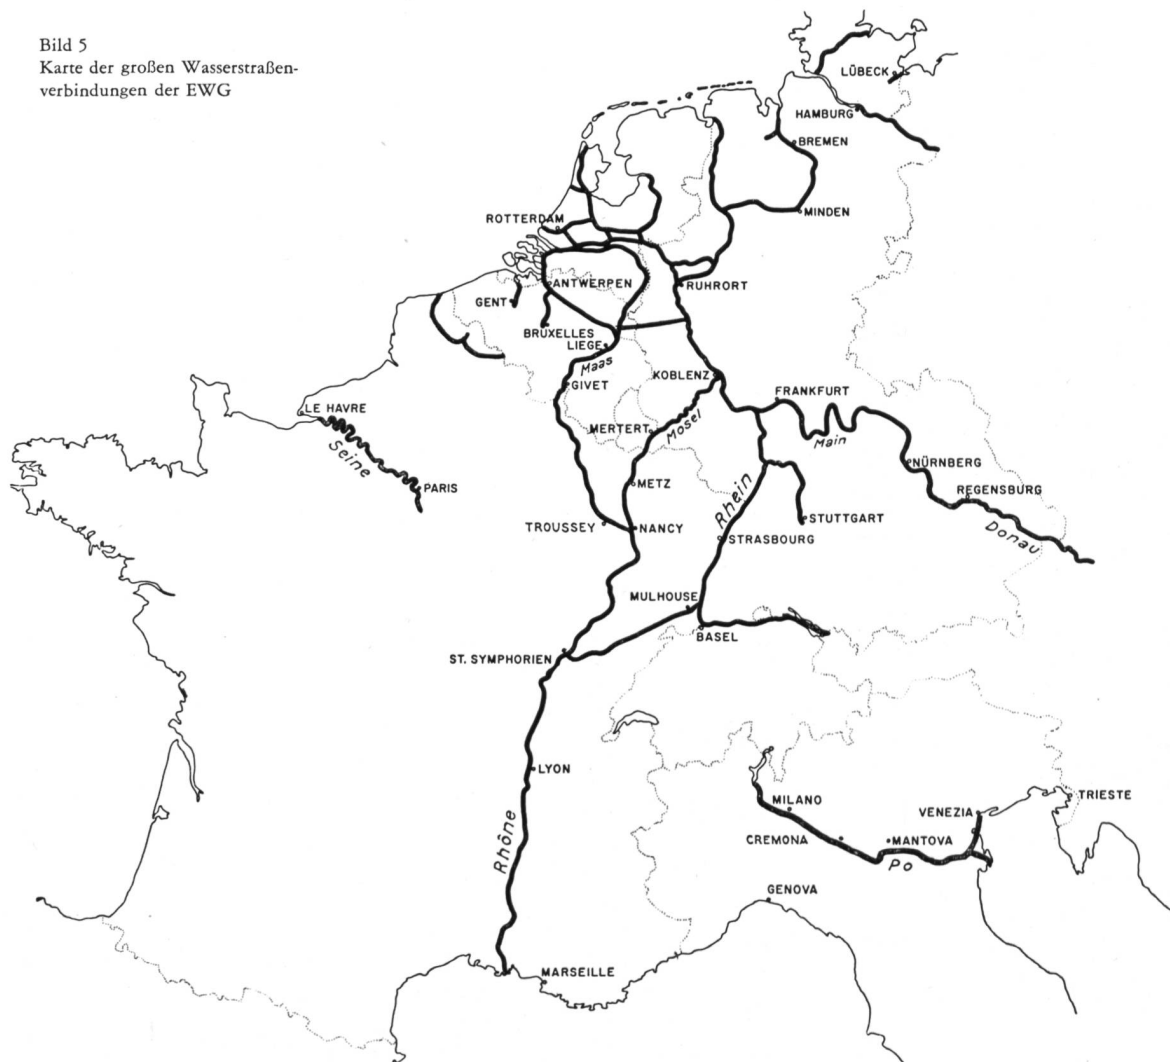 Bild 5
Karte der großen Wasserstraßen-
verbindungen der EWG
LÜBECK
HAMBURG
BREMEN
MINDEN
ROTTERDAM
ANTWERPEN
RUHRORT
GENT
BRUXELLES
LIEGE
Maas
KOBLENZ
GIVET
FRANKFURT
LE HAVRE
MERTERT
Mosel
Main
Seine
NÜRNBERG
METZ
PARIS
REGENSBURG
Rhein
TROUSSEY
NANCY
STUTTGART
STRASBOURG
Donau
MULHOUSE
BASEL
ST. SYMPHORIEN
LYON
TRIESTE
MILANO
VENEZIA
CREMONA
MANTOVA
Rhône
Po
GENOVA
MARSEILLE